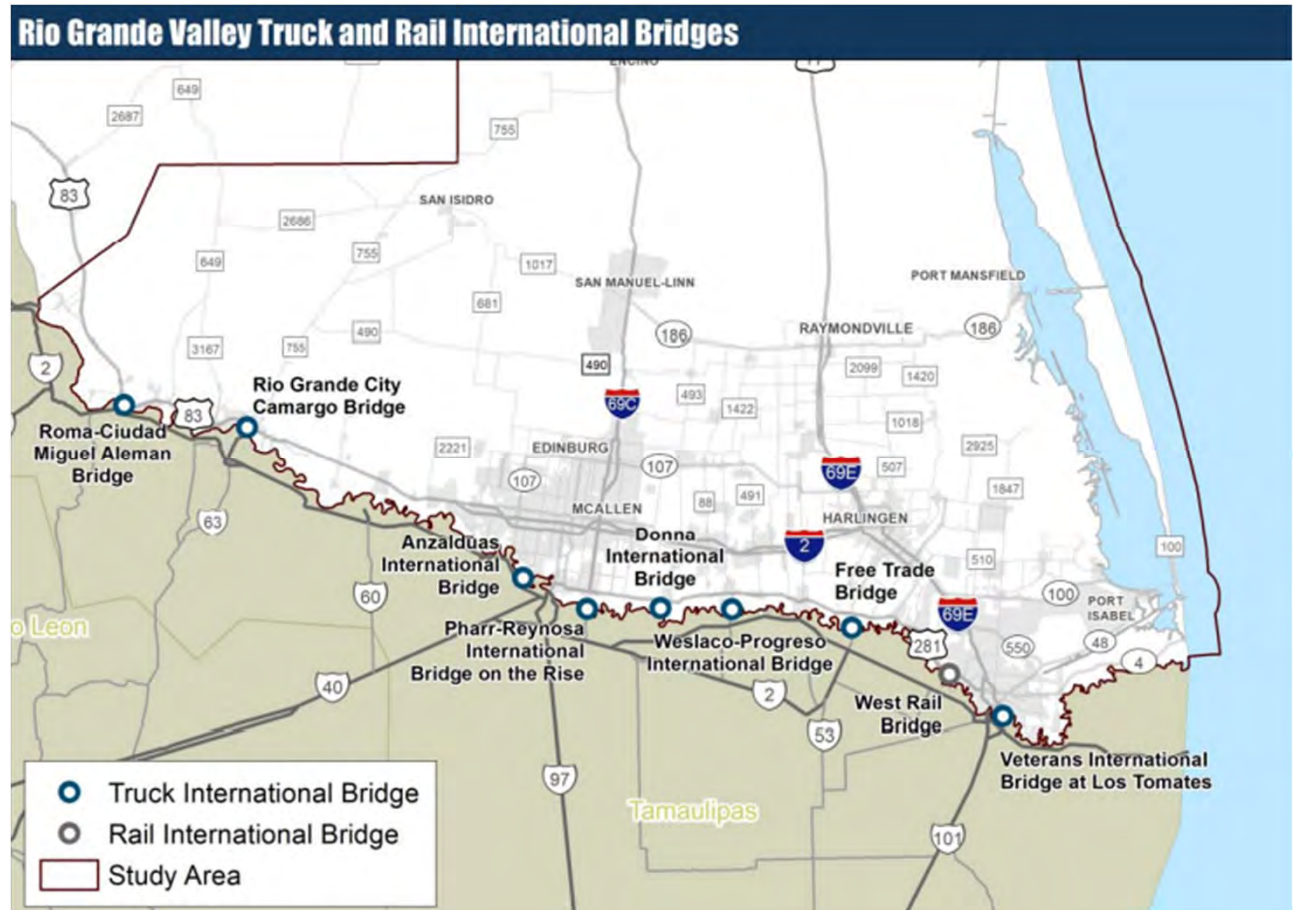 Rio Grande Valley Truck and Rail International Bridges
ENCINO
77
649
2687
755
83
SAN ISIDRO
2686
649
755
1017
SAN MANUEL-LINN
PORT MANSFIELD
681
186
RAYMONDVILLE
186
490
3167
755
490
2099
1420
2
69C
493
1422
Rio Grande City
Camargo Bridge
83
1018
Roma-Ciudad
Miguel Aleman
Bridge
2221
EDINBURG
107
107
69E
507
2925
88
491
1847
63
MCALLEN
HARLINGEN
Anzalduas
International
Bridge
Donna
International
Bridge
2
100
510
Free Trade
Bridge
60
100
PORT
ISABEL
69E
o Leon
Pharr-Reynosa
International
Bridge on the Rise
Weslaco-Progreso
International Bridge
281
550
48
4
40
2
West Rail
Bridge
53
Veterans International
Bridge at Los Tomates
97
Tamaulipas
101
Truck International Bridge
Rail International Bridge
Study Area